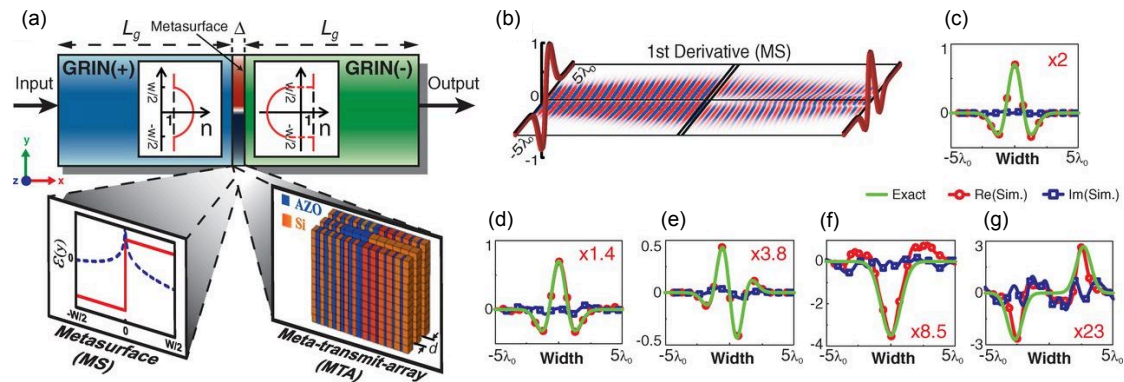 (a)
Metasurface
L_g
Δ
L_g
GRIN(+)
GRIN(-)
Input
Output
w/2
-w/2
1
n
w/2
-w/2
1
n
y
z
x
ε(y)
0
-W/2
0
W/2
Metasurface
(MS)
AZO
Si
d
Meta-transmit-array
(MTA)
(b)
1st Derivative (MS)
1
0
-1
5λ₀
-5λ₀
(c)
1
0
x2
-5λ₀
Width
5λ₀
Exact
Re(Sim.)
Im(Sim.)
(d)
1
0
x1.4
-5λ₀
Width
5λ₀
(e)
0.5
0
-0.5
x3.8
-5λ₀
Width
5λ₀
(f)
0
-2
-4
x8.5
-5λ₀
Width
5λ₀
(g)
3
0
-3
x23
-5λ₀
Width
5λ₀